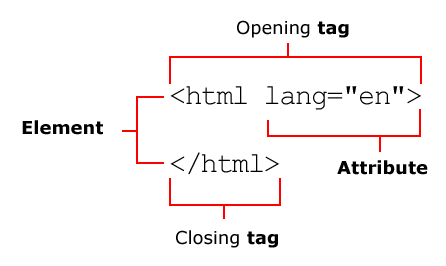 Opening tag
<html lang="en">
Element
Attribute
</html>
Closing tag